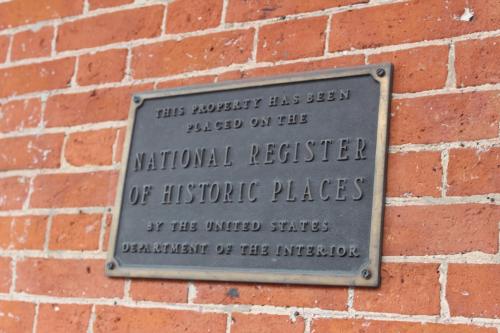 THIS PROPERTY HAS BEEN
PLACED ON THE
NATIONAL REGISTER
OF HISTORIC PLACES
BY THE UNITED STATES
DEPARTMENT OF THE INTERIOR